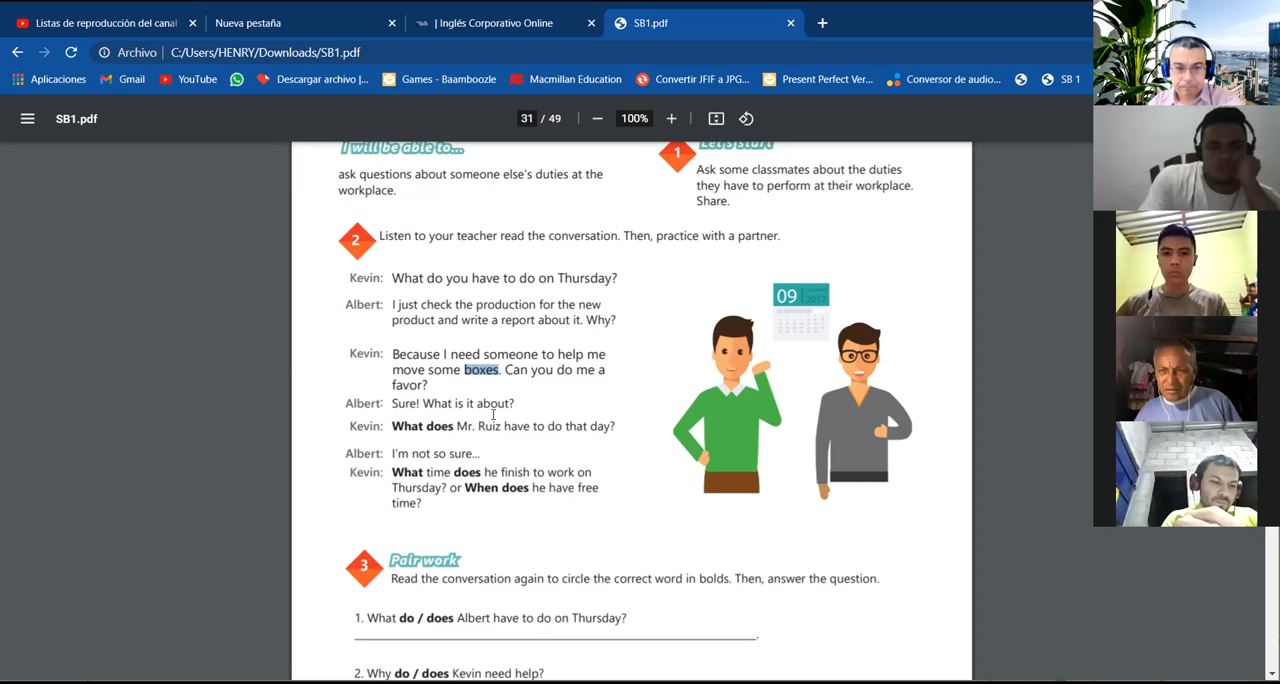 Listas de reproducción del canal
Nueva pestaña
| Inglés Corporativo Online
SB1.pdf
Archivo
C:/Users/HENRY/Downloads/SB1.pdf
Aplicaciones
Gmail
YouTube
Descargar archivo |...
Games - Baamboozle
Macmillan Education
Convertir JFIF a JPG...
Present Perfect Ver...
Conversor de audio...
SB 1
SB1.pdf
31 / 49
100%
I will be able to...
ask questions about someone else's duties at the
workplace.
1
Let's start
Ask some classmates about the duties
they have to perform at their workplace.
Share.
2
Listen to your teacher read the conversation. Then, practice with a partner.
Kevin: What do you have to do on Thursday?
Albert: I just check the production for the new
product and write a report about it. Why?
Kevin: Because I need someone to help me
move some boxes. Can you do me a
favor?
Albert: Sure! What is it about?
Kevin: What does Mr. Ruiz have to do that day?
Albert: I'm not so sure...
Kevin: What time does he finish to work on
Thursday? or When does he have free
time?
09 2017
3
Pair work
Read the conversation again to circle the correct word in bolds. Then, answer the question.
1. What do / does Albert have to do on Thursday?
2. Why do / does Kevin need help?